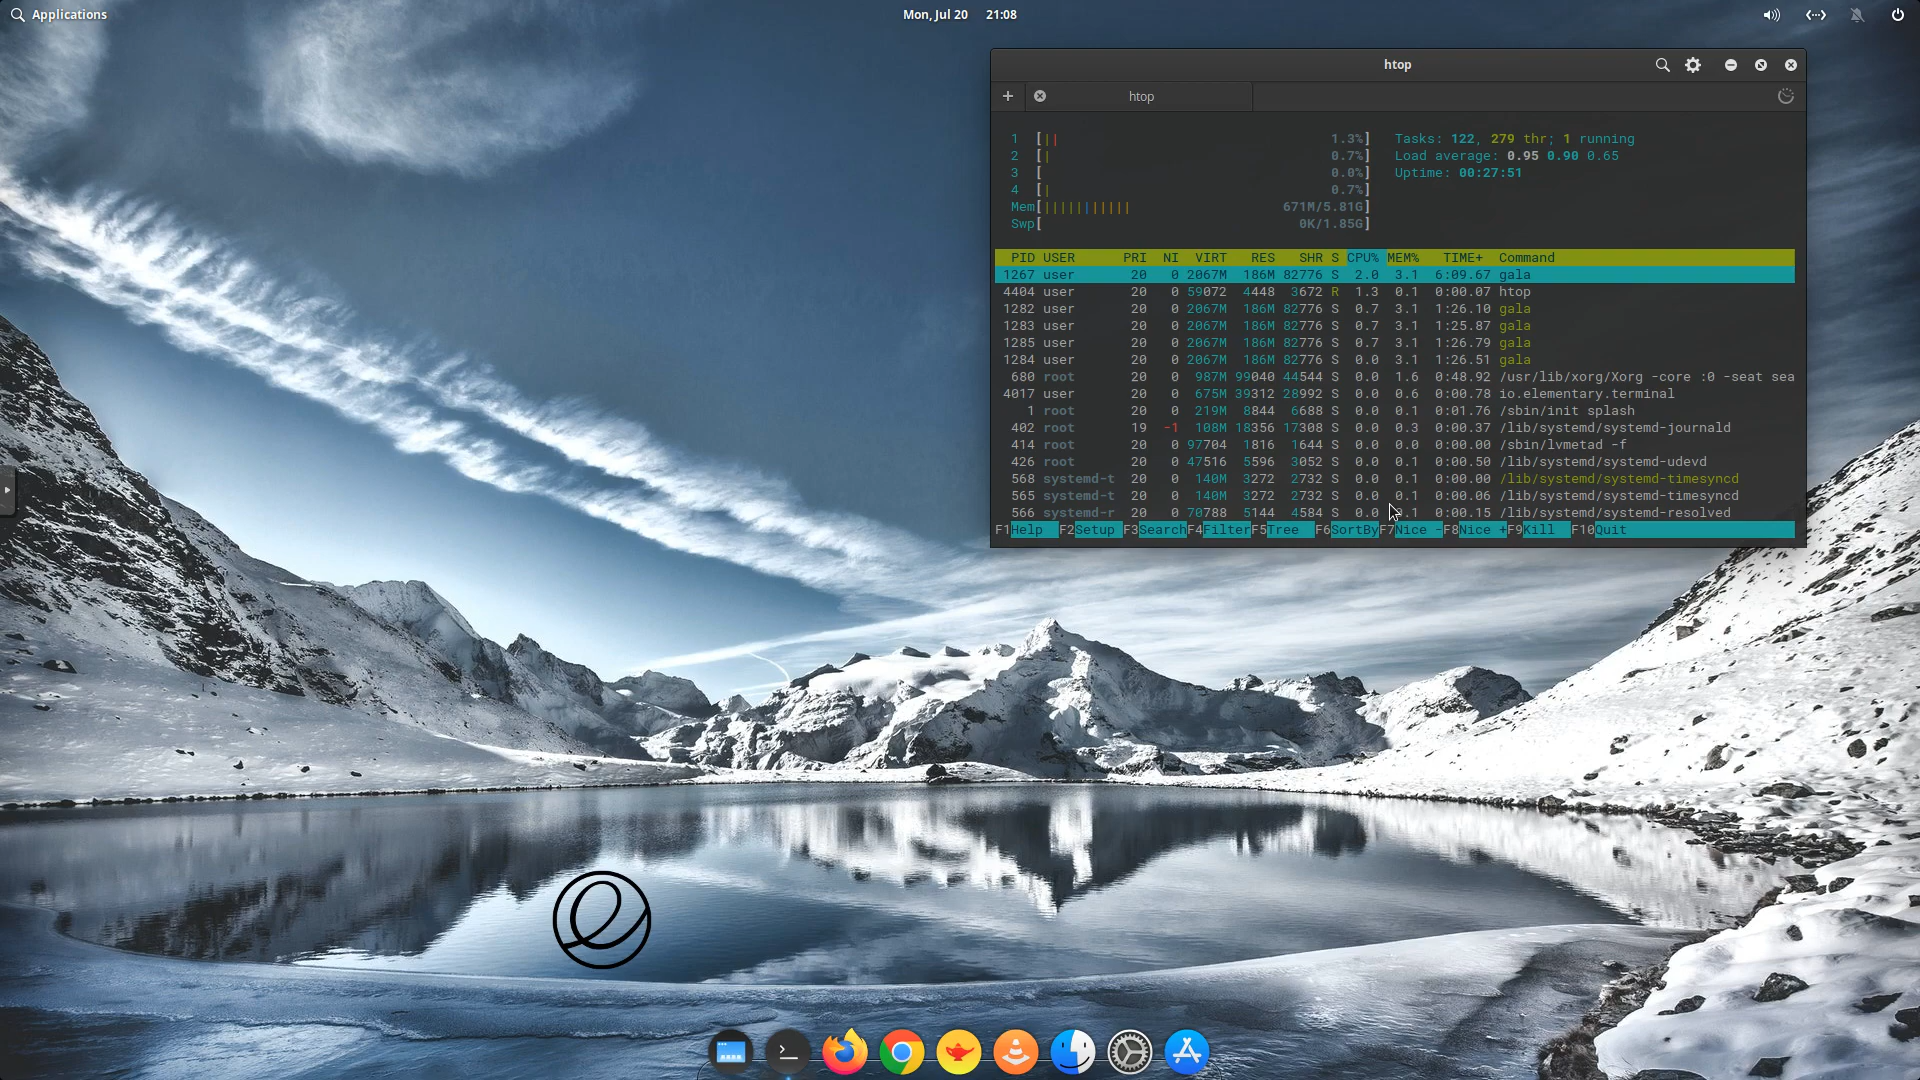 Applications
Mon, Jul 20 21:08
htop
htop
1 [|| 1.3%] Tasks: 122, 279 thr; 1 running
2 [| 0.7%] Load average: 0.95 0.90 0.65
3 [ 0.0%] Uptime: 00:27:51
4 [| 0.7%]
Mem[||||||||||| 671M/5.81G]
Swp[ 0K/1.85G]
PID USER PRI NI VIRT RES SHR S CPU% MEM% TIME+ Command
1267 user 20 0 2067M 186M 82776 S 2.0 3.1 6:09.67 gala
4404 user 20 0 59072 4448 3672 R 1.3 0.1 0:00.07 htop
1282 user 20 0 2067M 186M 82776 S 0.7 3.1 1:26.10 gala
1283 user 20 0 2067M 186M 82776 S 0.7 3.1 1:25.87 gala
1285 user 20 0 2067M 186M 82776 S 0.7 3.1 1:26.79 gala
1284 user 20 0 2067M 186M 82776 S 0.0 3.1 1:26.51 gala
680 root 20 0 987M 99040 44544 S 0.0 1.6 0:48.92 /usr/lib/xorg/Xorg -core :0 -seat sea
4017 user 20 0 675M 39312 28992 S 0.0 0.6 0:00.78 io.elementary.terminal
1 root 20 0 219M 8844 6688 S 0.0 0.1 0:01.76 /sbin/init splash
402 root 19 -1 108M 18356 17308 S 0.0 0.3 0:00.37 /lib/systemd/systemd-journald
414 root 20 0 97704 1816 1644 S 0.0 0.0 0:00.00 /sbin/lvmetad -f
426 root 20 0 47516 5596 3052 S 0.0 0.1 0:00.50 /lib/systemd/systemd-udevd
568 systemd-t 20 0 140M 3272 2732 S 0.0 0.1 0:00.00 /lib/systemd/systemd-timesyncd
565 systemd-t 20 0 140M 3272 2732 S 0.0 0.1 0:00.06 /lib/systemd/systemd-timesyncd
566 systemd-r 20 0 70788 5144 4584 S 0.0 0.1 0:00.15 /lib/systemd/systemd-resolved
F1Help F2Setup F3SearchF4FilterF5Tree F6SortByF7Nice -F8Nice +F9Kill F10Quit